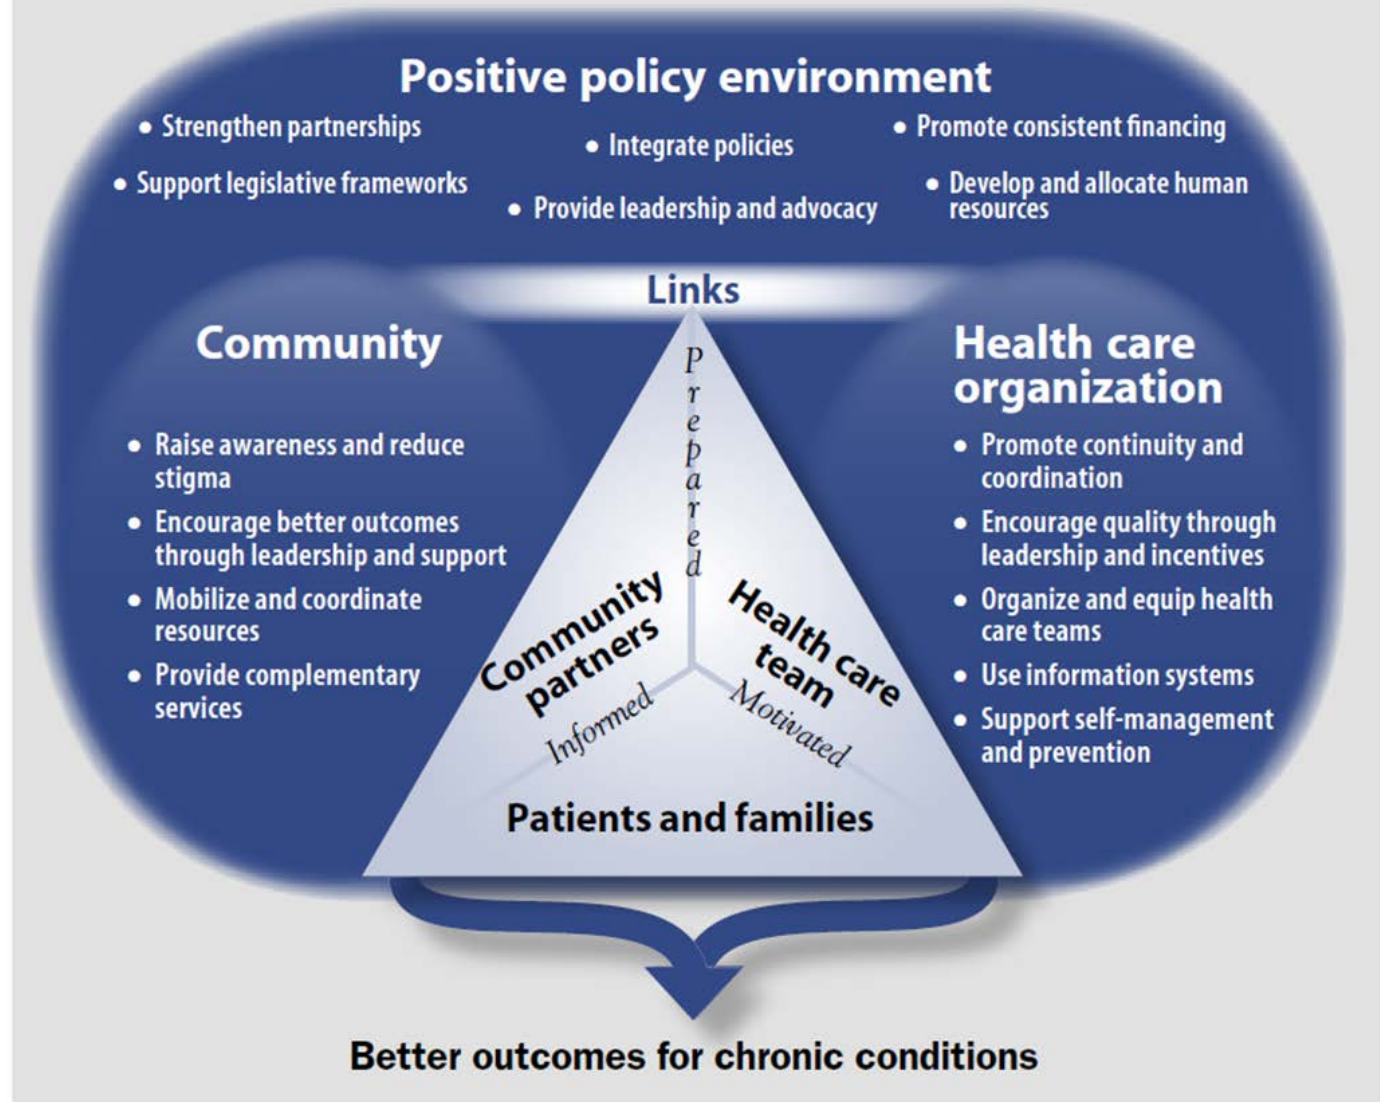 Positive policy environment
• Strengthen partnerships
• Support legislative frameworks
• Integrate policies
• Provide leadership and advocacy
• Promote consistent financing
• Develop and allocate human
resources
Links
Community
• Raise awareness and reduce
stigma
• Encourage better outcomes
through leadership and support
• Mobilize and coordinate
resources
• Provide complementary
services
Prepared
Community
partners
Informed
Health care
team
Motivated
Patients and families
Health care
organization
• Promote continuity and
coordination
• Encourage quality through
leadership and incentives
• Organize and equip health
care teams
• Use information systems
• Support self-management
and prevention
Better outcomes for chronic conditions